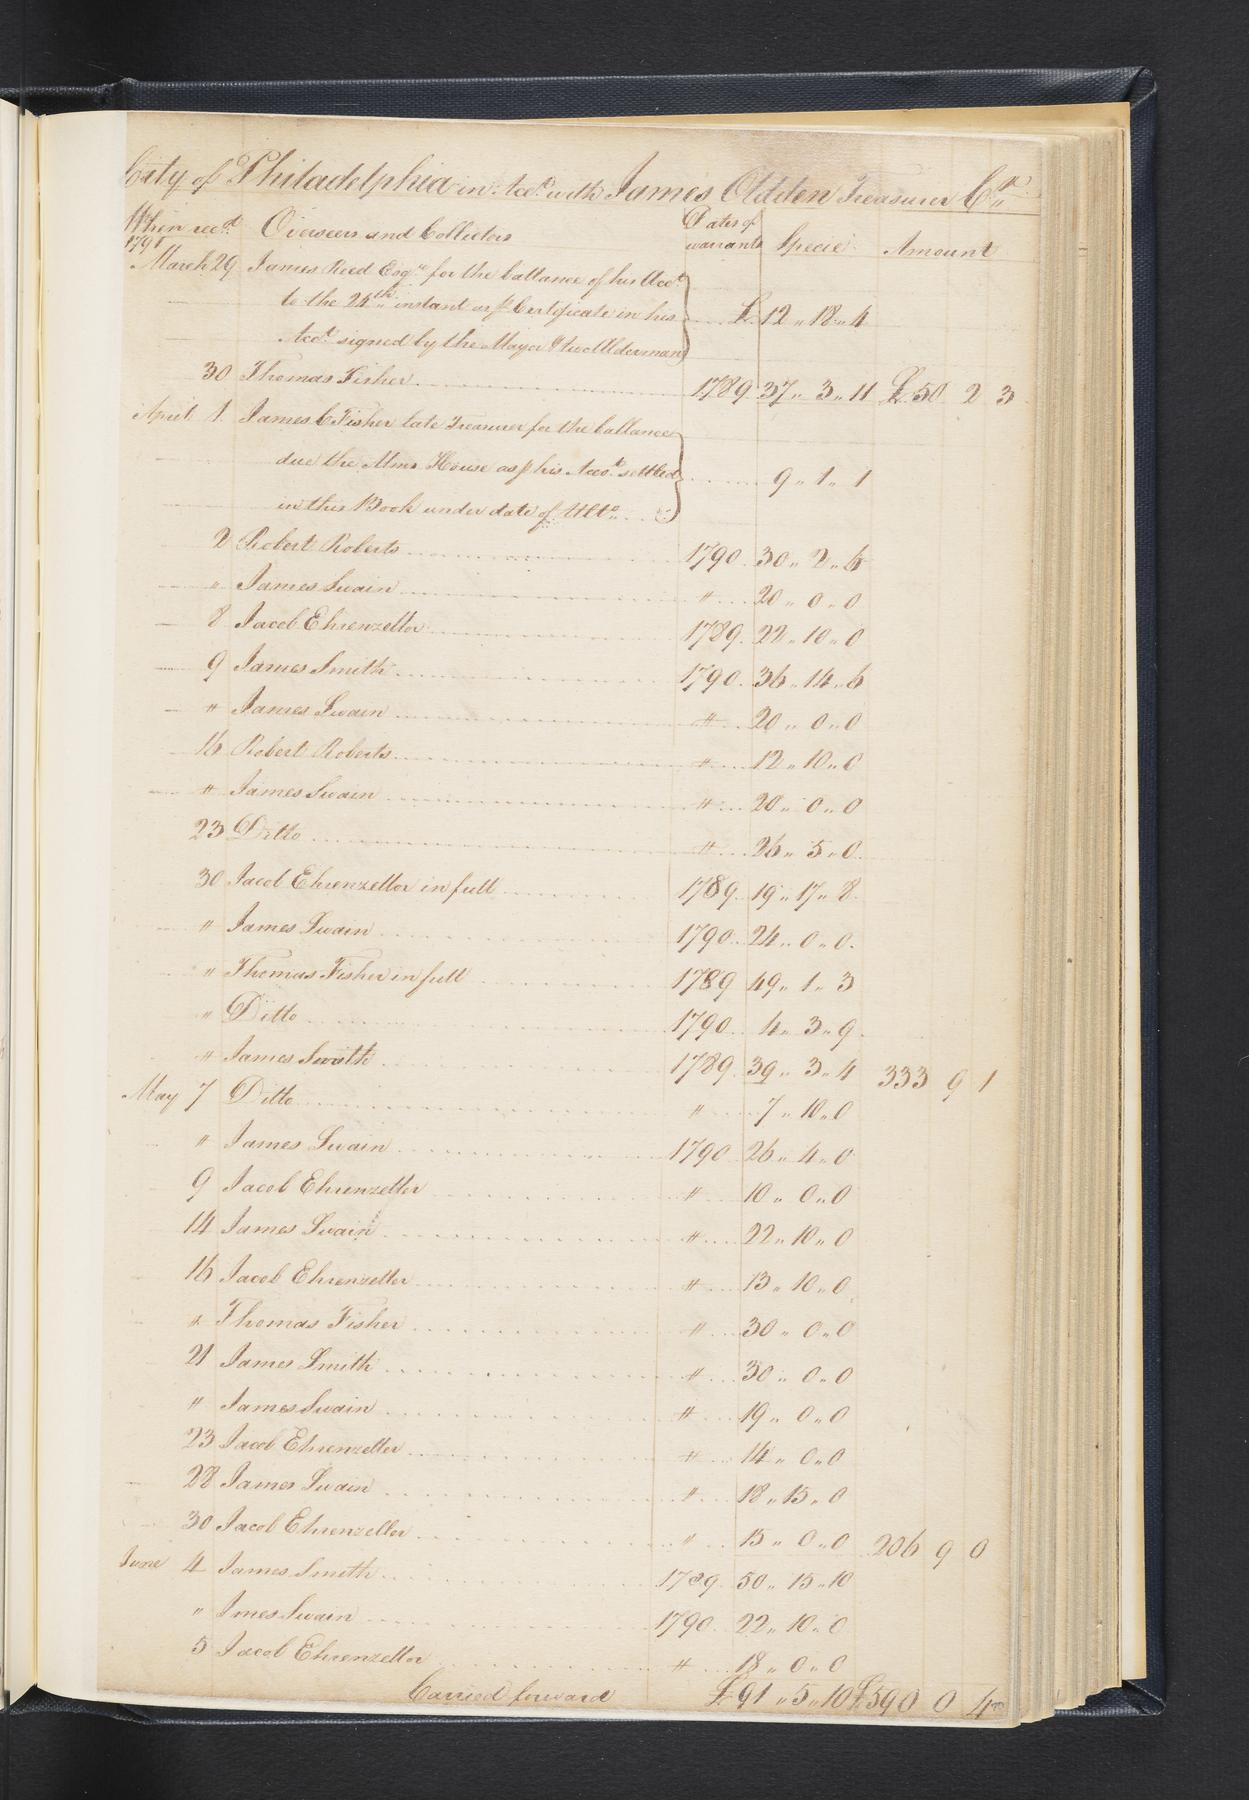 City of Philadelphia in Acct. with James Oldden Treasurer Cr.
When recd. Overseers and Collectors Dates of warrants Specie Amount
1791
March 29 James Reed Esqr. for the ballance of his Acct.
to the 24th. instant as ⅌ Certificate in his £ 12 „ 18 „ 4
Acct. signed by the Mayor & two Aldermen
30 Thomas Fisher 1789 37 „ 3 „ 11 £50 2 3
April 1 James C Fisher late Treasurer for the ballance
due the Alms House as ⅌ his Acct. settled 9 „ 1 „ 1
in this Book under date of Ulto.
2 Robert Roberts 1790 30 „ 2 „ 6
„ James Swain „ 20 „ 0 „ 0
8 Jacob Ehrenzeller 1789 22 „ 10 „ 0
9 James Smith 1790 36 „ 14 „ 6
„ James Swain „ 20 „ 0 „ 0
16 Robert Roberts „ 12 „ 10 „ 0
„ James Swain „ 20 „ 0 „ 0
23 Ditto „ 26 „ 5 „ 0
30 Jacob Ehrenzeller in full 1789 19 „ 17 „ 8
„ James Swain 1790 24 „ 0 „ 0
„ Thomas Fisher in full 1789 49 „ 1 „ 3
„ Ditto 1790 4 „ 3 „ 9
„ James Smith 1789 39 „ 3 „ 4 333 9 1
May 7 Ditto „ 7 „ 10 „ 0
„ James Swain 1790 26 „ 4 „ 0
9 Jacob Ehrenzeller „ 10 „ 0 „ 0
14 James Swain „ 22 „ 10 „ 0
16 Jacob Ehrenzeller „ 13 „ 10 „ 0
„ Thomas Fisher „ 30 „ 0 „ 0
21 James Smith „ 30 „ 0 „ 0
„ James Swain „ 19 „ 0 „ 0
23 Jacob Ehrenzeller „ 14 „ 0 „ 0
28 James Swain „ 18 „ 15 „ 0
30 Jacob Ehrenzeller „ 15 „ 0 „ 0 206 9 0
June 4 James Smith 1789 50 „ 15 „ 10
„ Jmes Swain 1790 22 „ 10 „ 0
5 Jacob Ehrenzeller „ 18 „ 0 „ 0
Carried forward £91 „ 5 „ 10 £590 0 4